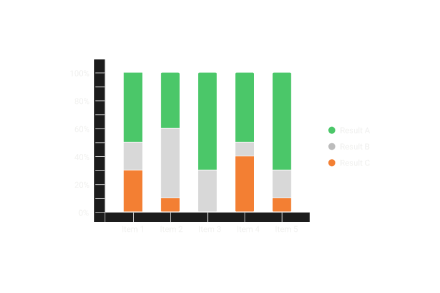 100%
80%
60%
40%
20%
0%
Item 1
Item 2
Item 3
Item 4
Item 5
Result A
Result B
Result C